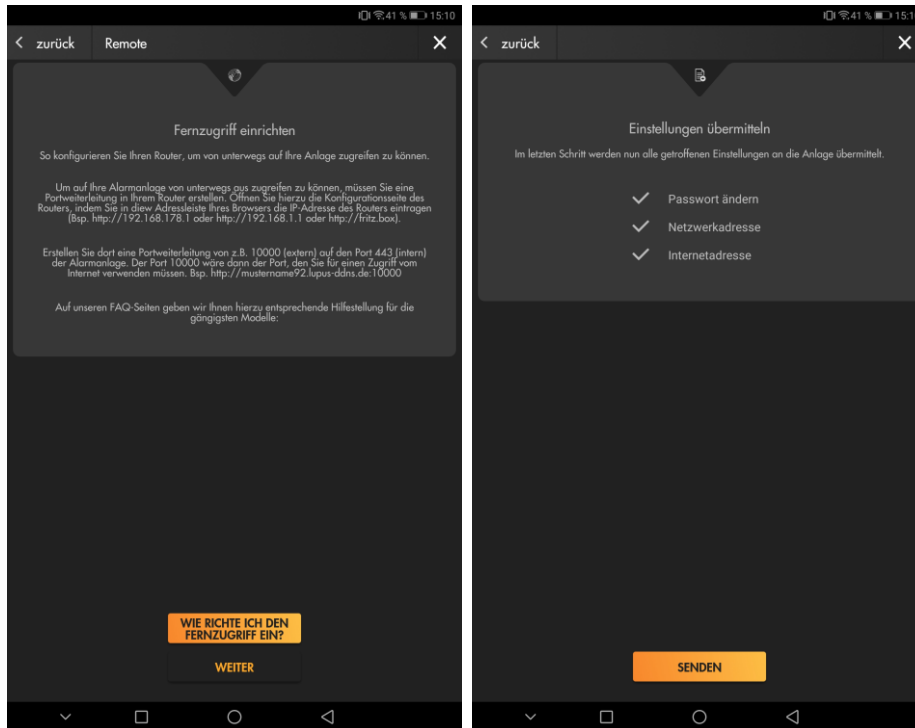 41 % 15:10
zurück Remote
Fernzugriff einrichten
So konfigurieren Sie Ihren Router, um von unterwegs auf Ihre Anlage zugreifen zu können.
Um auf Ihre Alarmanlage von unterwegs aus zugreifen zu können, müssen Sie eine
Portweiterleitung in Ihrem Router erstellen. Öffnen Sie hierzu die Konfigurationsseite des
Routers, indem Sie in diew Adressleiste Ihres Browsers die IP-Adresse des Routers eintragen
(Bsp. http://192.168.178.1 oder http://192.168.1.1 oder http://fritz.box).
Erstellen Sie dort eine Portweiterleitung von z.B. 10000 (extern) auf den Port 443 (intern)
der Alarmanlage. Der Port 10000 wäre dann der Port, den Sie für einen Zugriff vom
Internet verwenden müssen. Bsp. http://mustername92.lupus-ddns.de:10000
Auf unseren FAQ-Seiten geben wir Ihnen hierzu entsprechende Hilfestellung für die
gängigsten Modelle:
WIE RICHTE ICH DEN
FERNZUGRIFF EIN?
WEITER
41 % 15:1
zurück
Einstellungen übermitteln
Im letzten Schritt werden nun alle getroffenen Einstellungen an die Anlage übermittelt.
Passwort ändern
Netzwerkadresse
Internetadresse
SENDEN